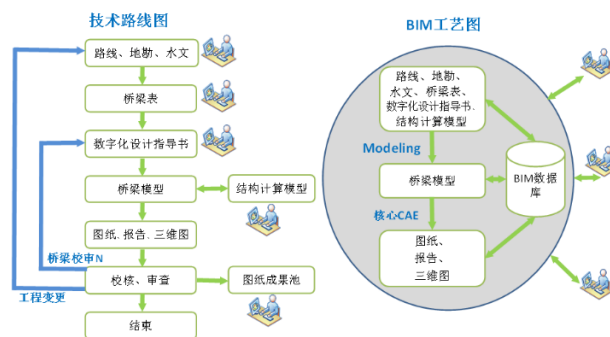 技术路线图
路线、地勘、水文
桥梁表
数字化设计指导书
桥梁模型
结构计算模型
图纸、报告、三维图
桥梁校审N
校核、审查
图纸成果池
工程变更
结束
BIM工艺图
路线、地勘、
水文、桥梁表、
数字化设计指导书、
结构计算模型
Modeling
桥梁模型
BIM数据
库
核心CAE
图纸、
报告、
三维图